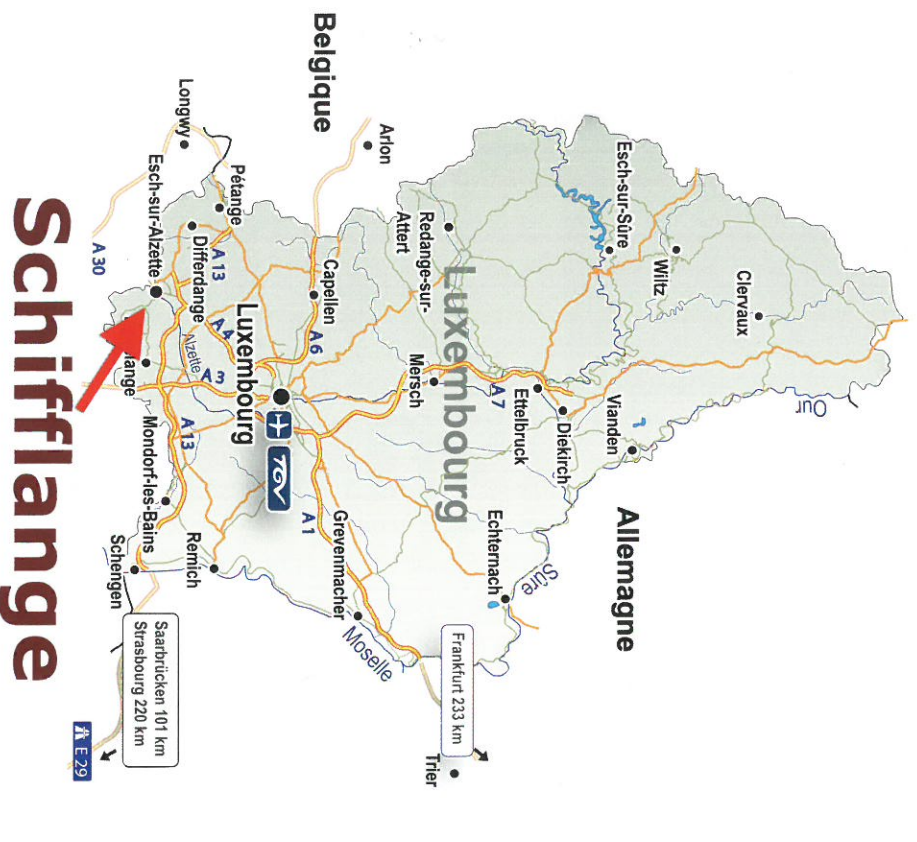 Clervaux
Our
Wiltz
Esch-sur-Sûre
Vianden
Allemagne
Diekirch
Ettelbruck
Sûre
A 7
Echternach
Redange-sur-
Attert
Luxembourg
Mersch
Frankfurt 233 km
Trier
Arlon
Moselle
Belgique
Capellen
Grevenmacher
A 6
A 1
TGV
Luxembourg
Pétange
A 13
A4
A 3
Differdange
Alzette
A 13
Remich
Longwy
Esch-sur-Alzette
Mondorf-les-Bains
Schengen
Saarbrücken 101 km
Strasbourg 220 km
A 30
E 29
Schifflange